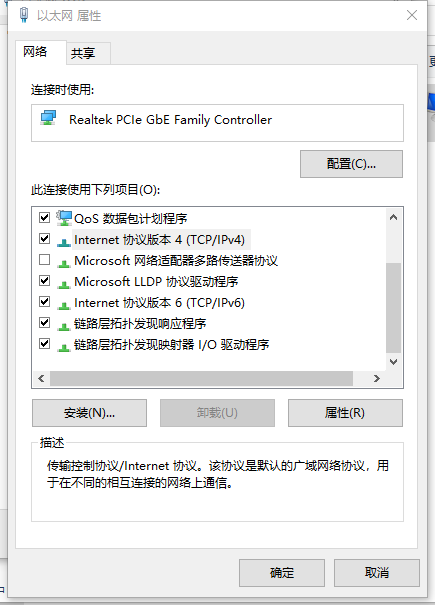 以太网 属性
网络
共享
连接时使用:
Realtek PCIe GbE Family Controller
配置(C)...
此连接使用下列项目(O):
QoS 数据包计划程序
Internet 协议版本 4 (TCP/IPv4)
Microsoft 网络适配器多路传送器协议
Microsoft LLDP 协议驱动程序
Internet 协议版本 6 (TCP/IPv6)
链路层拓扑发现响应程序
链路层拓扑发现映射器 I/O 驱动程序
安装(N)...
卸载(U)
属性(R)
描述
传输控制协议/Internet 协议。该协议是默认的广域网络协议，用
于在不同的相互连接的网络上通信。
确定
取消